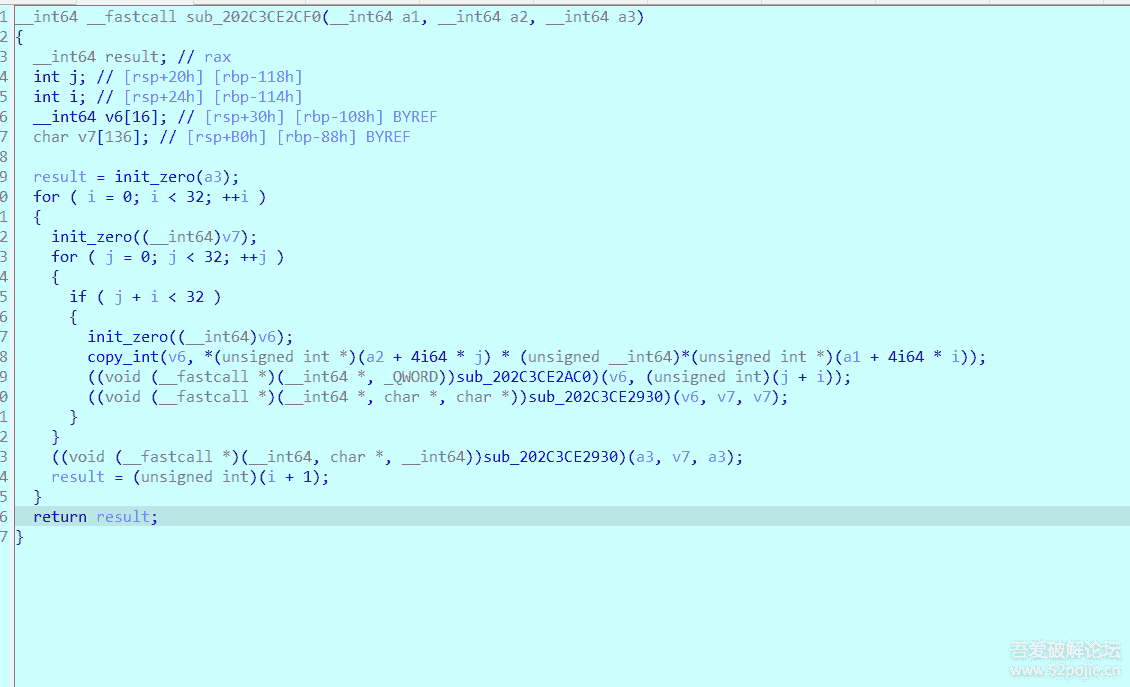 1 __int64 __fastcall sub_202C3CE2CF0(__int64 a1, __int64 a2, __int64 a3)
2 {
3 __int64 result; // rax
4 int j; // [rsp+20h] [rbp-118h]
5 int i; // [rsp+24h] [rbp-114h]
6 __int64 v6[16]; // [rsp+30h] [rbp-108h] BYREF
7 char v7[136]; // [rsp+B0h] [rbp-88h] BYREF
8
9 result = init_zero(a3);
0 for ( i = 0; i < 32; ++i )
1 {
2 init_zero((__int64)v7);
3 for ( j = 0; j < 32; ++j )
4 {
5 if ( j + i < 32 )
6 {
7 init_zero((__int64)v6);
8 copy_int(v6, *(unsigned int *)(a2 + 4i64 * j) * (unsigned __int64)*(unsigned int *)(a1 + 4i64 * i));
9 ((void (__fastcall *)(__int64 *, _QWORD))sub_202C3CE2AC0)(v6, (unsigned int)(j + i));
0 ((void (__fastcall *)(__int64 *, char *, char *))sub_202C3CE2930)(v6, v7, v7);
1 }
2 }
3 ((void (__fastcall *)(__int64, char *, __int64))sub_202C3CE2930)(a3, v7, a3);
4 result = (unsigned int)(i + 1);
5 }
6 return result;
7 }
吾爱破解论坛
www.52pojie.cn